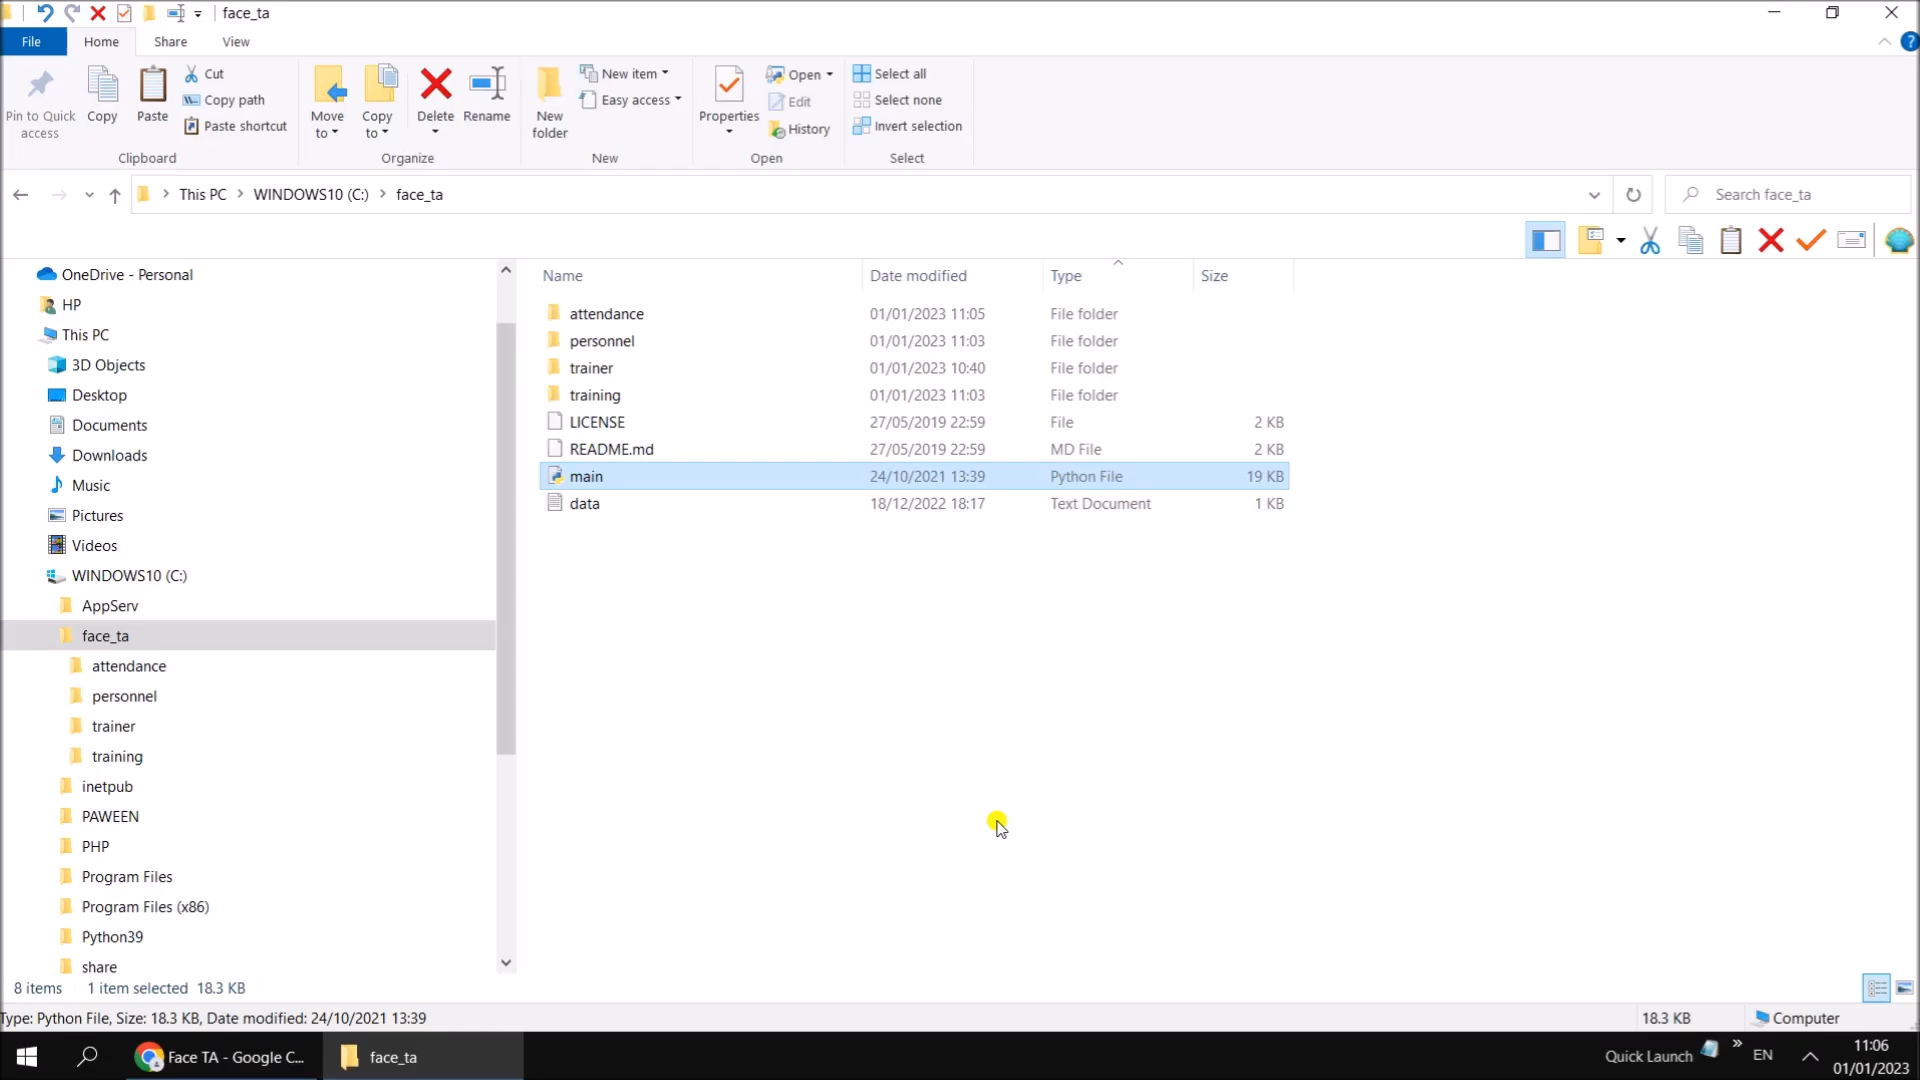 face_ta
File Home Share View
Pin to Quick access
Copy
Paste
Cut
Copy path
Paste shortcut
Clipboard
Move to
Copy to
Delete
Rename
Organize
New folder
New item
Easy access
New
Properties
Open
Edit
History
Open
Select all
Select none
Invert selection
Select
This PC WINDOWS10 (C:) face_ta
Search face_ta
OneDrive - Personal
HP
This PC
3D Objects
Desktop
Documents
Downloads
Music
Pictures
Videos
WINDOWS10 (C:)
AppServ
face_ta
attendance
personnel
trainer
training
inetpub
PAWEEN
PHP
Program Files
Program Files (x86)
Python39
share
Name Date modified Type Size
attendance 01/01/2023 11:05 File folder
personnel 01/01/2023 11:03 File folder
trainer 01/01/2023 10:40 File folder
training 01/01/2023 11:03 File folder
LICENSE 27/05/2019 22:59 File 2 KB
README.md 27/05/2019 22:59 MD File 2 KB
main 24/10/2021 13:39 Python File 19 KB
data 18/12/2022 18:17 Text Document 1 KB
8 items 1 item selected 18.3 KB
Type: Python File, Size: 18.3 KB, Date modified: 24/10/2021 13:39 18.3 KB Computer
Face TA - Google C... face_ta Quick Launch » EN 11:06
01/01/2023